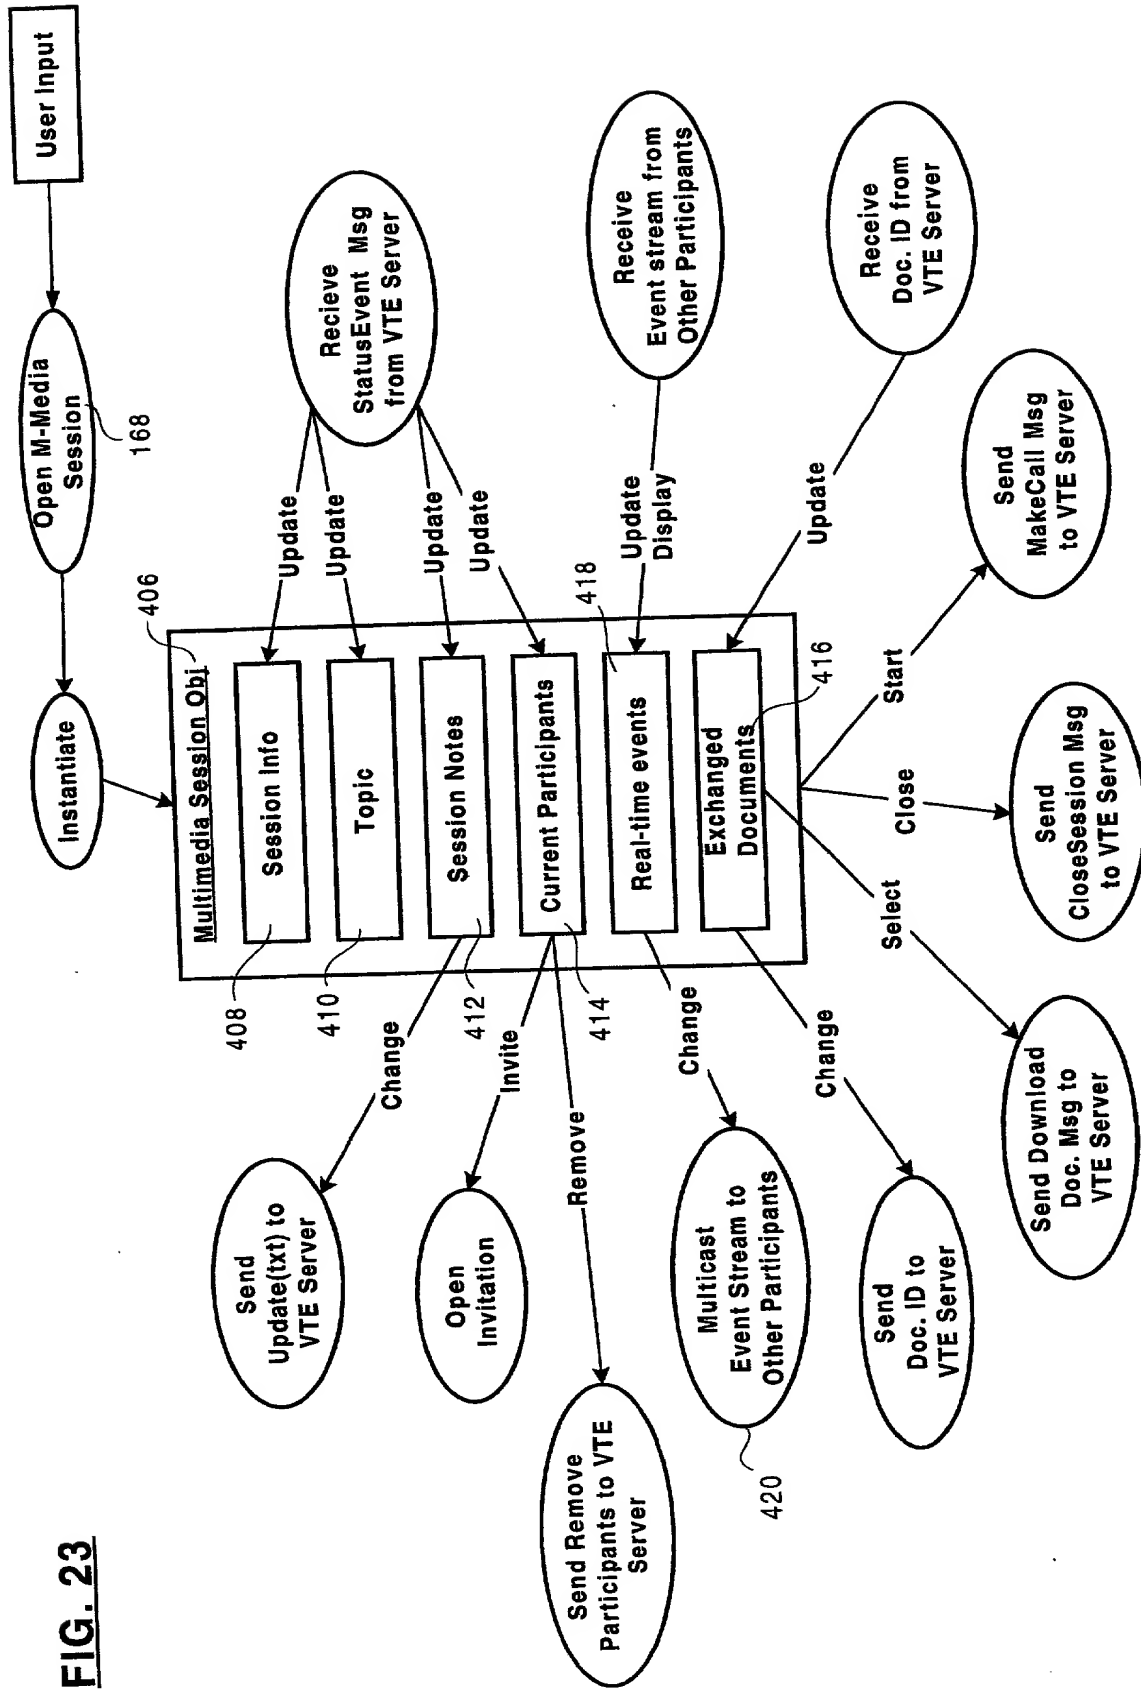 FIG. 23
User Input
Open M-Media
Session
168
Instantiate
406
Multimedia Session Obj
Session Info
408
Topic
410
Session Notes
412
Current Participants
414
Real-time events
418
Exchanged
Documents
416
Recieve
StatusEvent Msg
from VTE Server
Update
Update
Update
Update
Receive
Event stream from
Other Participants
Update
Display
Receive
Doc. ID from
VTE Server
Update
Change
Send
Update(txt) to
VTE Server
Invite
Open
Invitation
Remove
Send Remove
Participants to VTE
Server
Change
Multicast
Event Stream to
Other Participants
420
Change
Send
Doc. ID to
VTE Server
Select
Send Download
Doc. Msg to
VTE Server
Close
Send
CloseSession Msg
to VTE Server
Start
Send
MakeCall Msg
to VTE Server